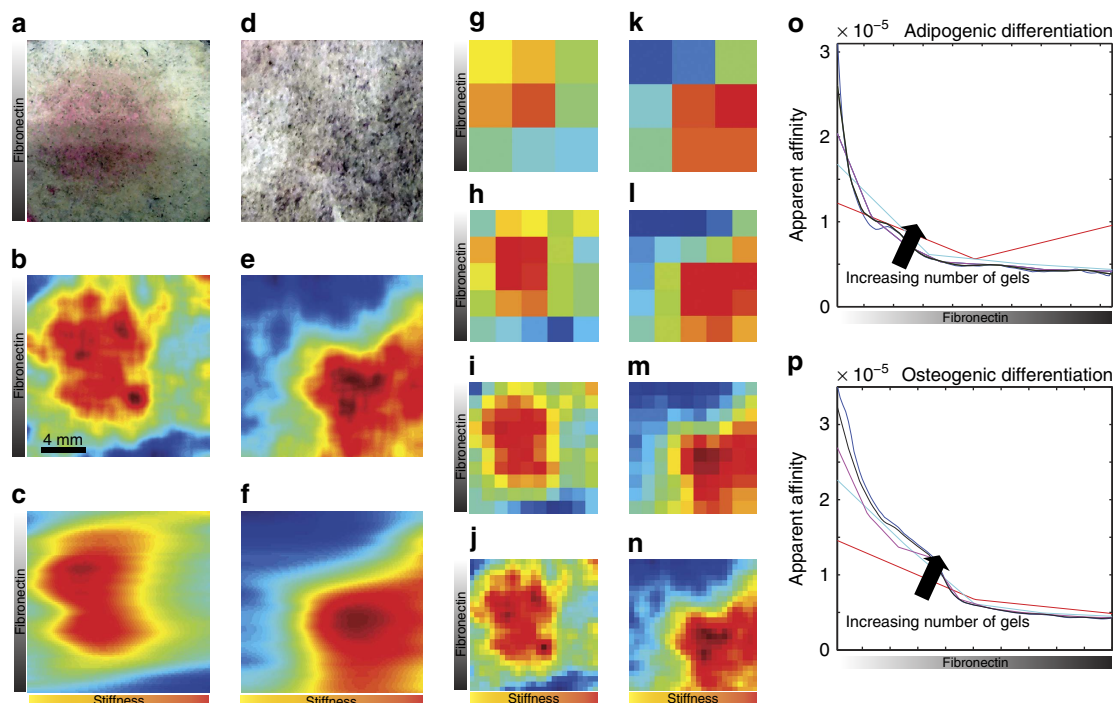 a
Fibronectin
b
Fibronectin
4 mm
c
Fibronectin
Stiffness
d
e
f
Stiffness
g
Fibronectin
h
Fibronectin
i
Fibronectin
j
Fibronectin
Stiffness
k
l
m
n
Stiffness
o
× 10⁻⁵ Adipogenic differentiation
3
2
1
0
Apparent affinity
Increasing number of gels
Fibronectin
p
× 10⁻⁵ Osteogenic differentiation
3
2
1
0
Apparent affinity
Increasing number of gels
Fibronectin